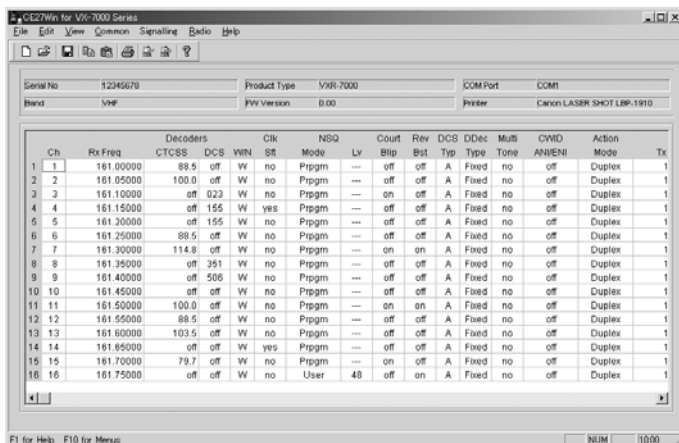 CE27Win for VX-7000 Series
File Edit View Common Signalling Radio Help
Serial No 12345678 Product Type VXR-7000 COM Port COM1
Band VHF FW Version 0.00 Printer Canon LASER SHOT LBP-1910
Decoders Clk NSQ Court Rev DCS DDec Multi CWID Action
Ch Rx Freq CTCSS DCS W/N Sft Mode Lv Blip Bst Typ Type Tone ANI/ENI Mode Tx
1 1 161.00000 88.5 off W no Prpgm --- off off A Fixed no off Duplex 1
2 2 161.05000 100.0 off W no Prpgm --- off off A Fixed no off Duplex 1
3 3 161.10000 off 023 W no Prpgm --- on off A Fixed no off Duplex 1
4 4 161.15000 off 155 W yes Prpgm --- off off A Fixed no off Duplex 1
5 5 161.20000 off 155 W no Prpgm --- off off A Fixed no off Duplex 1
6 6 161.25000 88.5 off W no Prpgm --- off off A Fixed no off Duplex 1
7 7 161.30000 114.8 off W no Prpgm --- on on A Fixed no off Duplex 1
8 8 161.35000 off 351 W no Prpgm --- off off A Fixed no off Duplex 1
9 9 161.40000 off 506 W no Prpgm --- off off A Fixed no off Duplex 1
10 10 161.45000 off off W no Prpgm --- off off A Fixed no off Duplex 1
11 11 161.50000 100.0 off W no Prpgm --- on on A Fixed no off Duplex 1
12 12 161.55000 88.5 off W no Prpgm --- off off A Fixed no off Duplex 1
13 13 161.60000 103.5 off W no Prpgm --- off off A Fixed no off Duplex 1
14 14 161.65000 off off W yes Prpgm --- off off A Fixed no off Duplex 1
15 15 161.70000 79.7 off W no Prpgm --- on off A Fixed no off Duplex 1
16 16 161.75000 off off W no User 48 off on A Fixed no off Duplex 1
F1 for Help F10 for Menus NUM 10:00